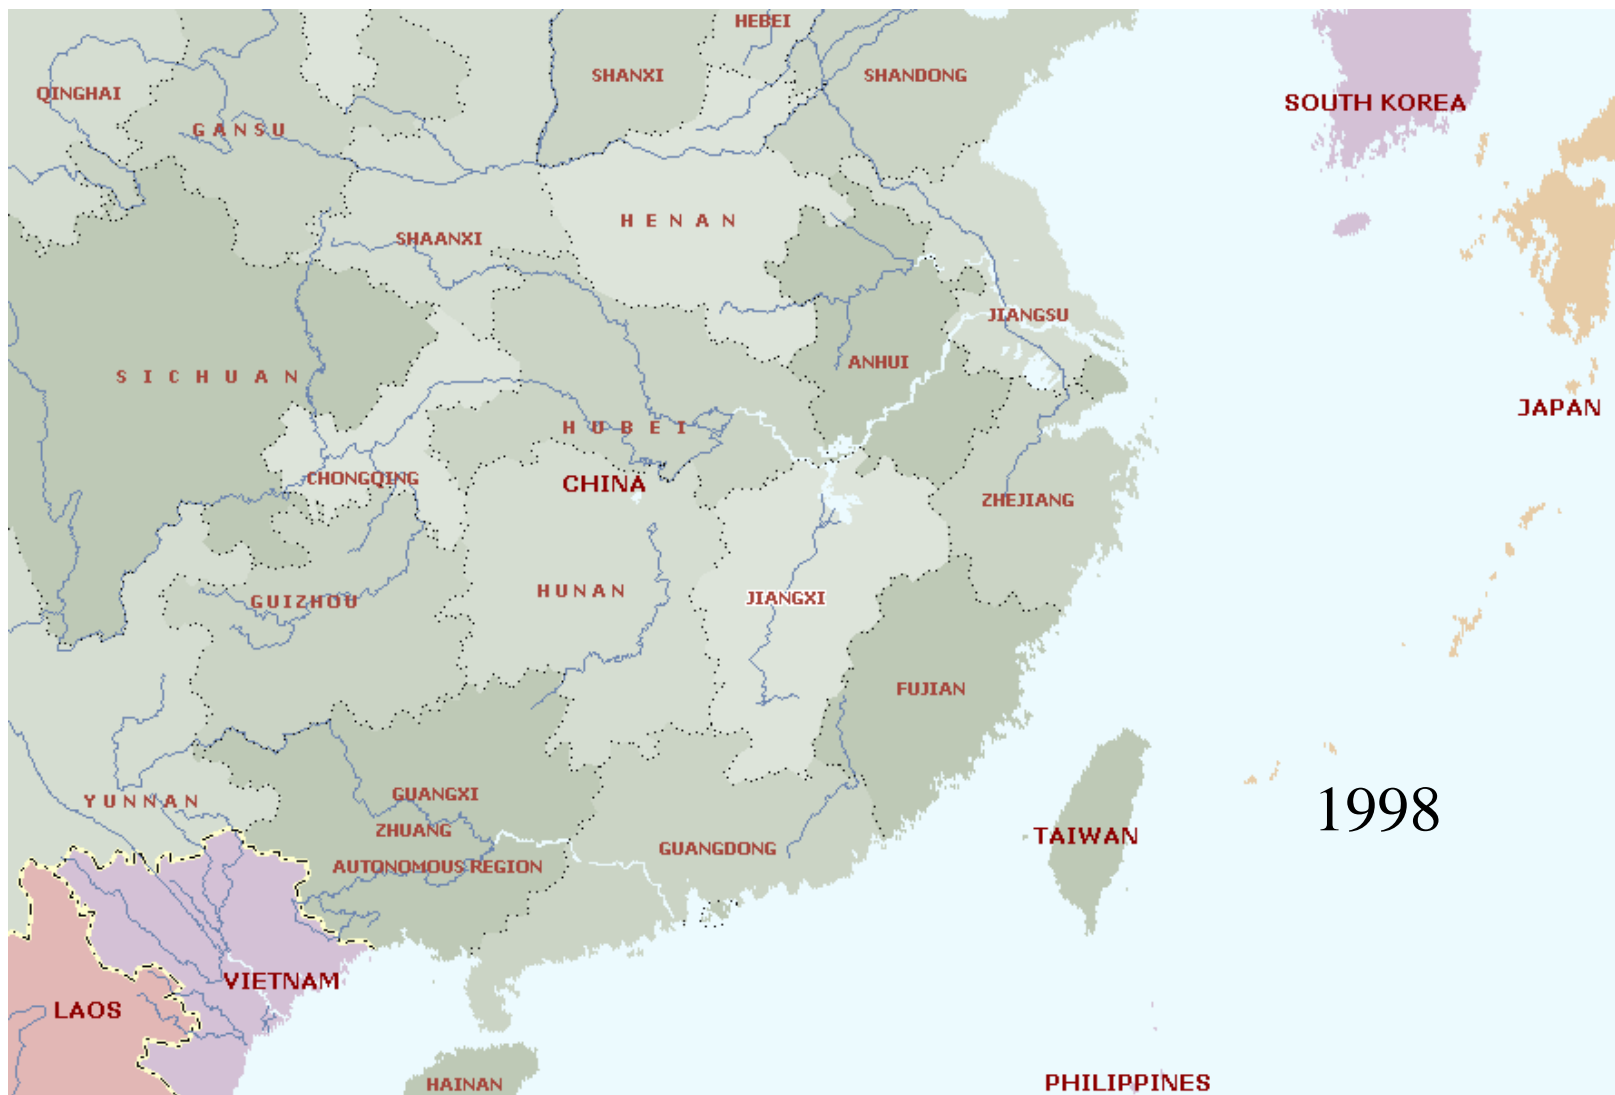 HEBEI
SHANXI
SHANDONG
QINGHAI
SOUTH KOREA
GANSU
HENAN
SHAANXI
JIANGSU
ANHUI
SICHUAN
JAPAN
HUBEI
CHONGQING
CHINA
ZHEJIANG
HUNAN
JIANGXI
GUIZHOU
FUJIAN
GUANGXI
ZHUANG
AUTONOMOUS REGION
YUNNAN
1998
TAIWAN
GUANGDONG
VIETNAM
LAOS
HAINAN
PHILIPPINES